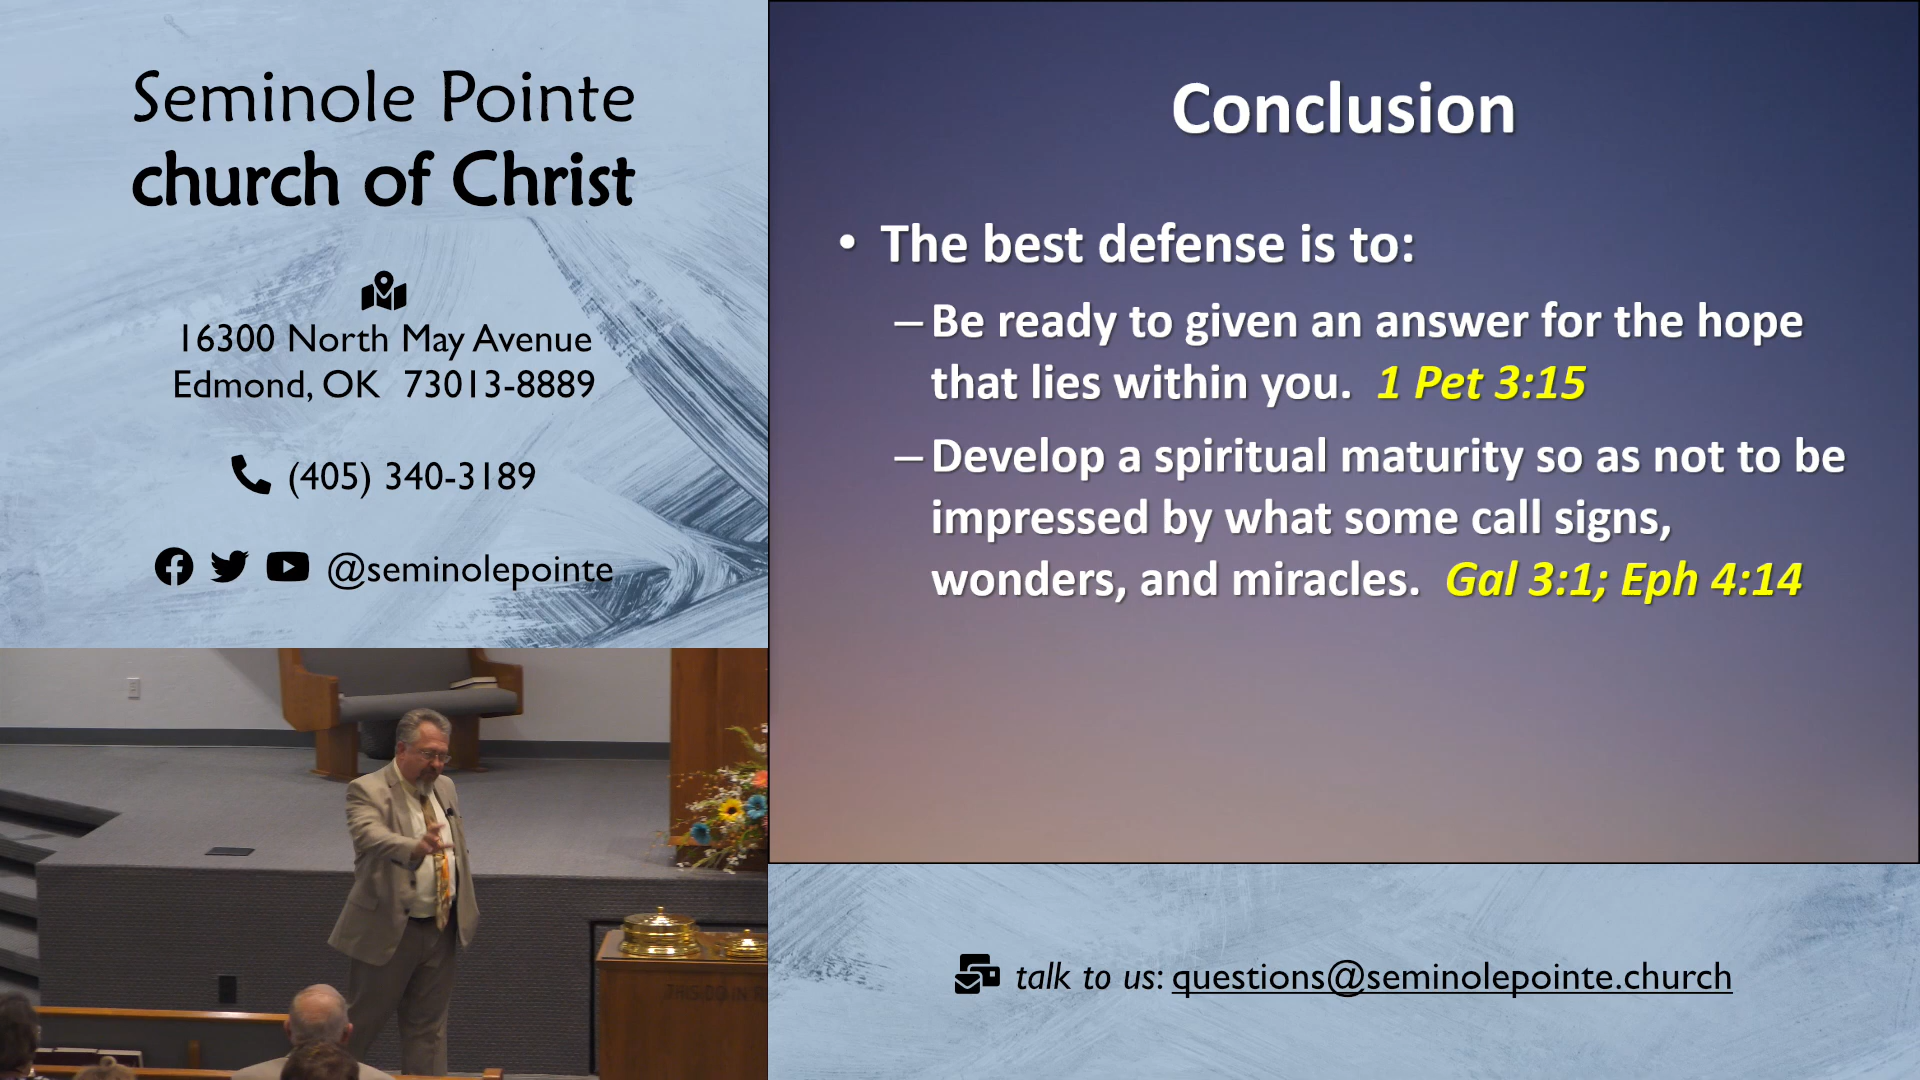 Seminole Pointe
church of Christ
16300 North May Avenue
Edmond, OK 73013-8889
(405) 340-3189
@seminolepointe
Conclusion
• The best defense is to:
– Be ready to given an answer for the hope
that lies within you. 1 Pet 3:15
– Develop a spiritual maturity so as not to be
impressed by what some call signs,
wonders, and miracles. Gal 3:1; Eph 4:14
THIS DO IN R
talk to us: questions@seminolepointe.church